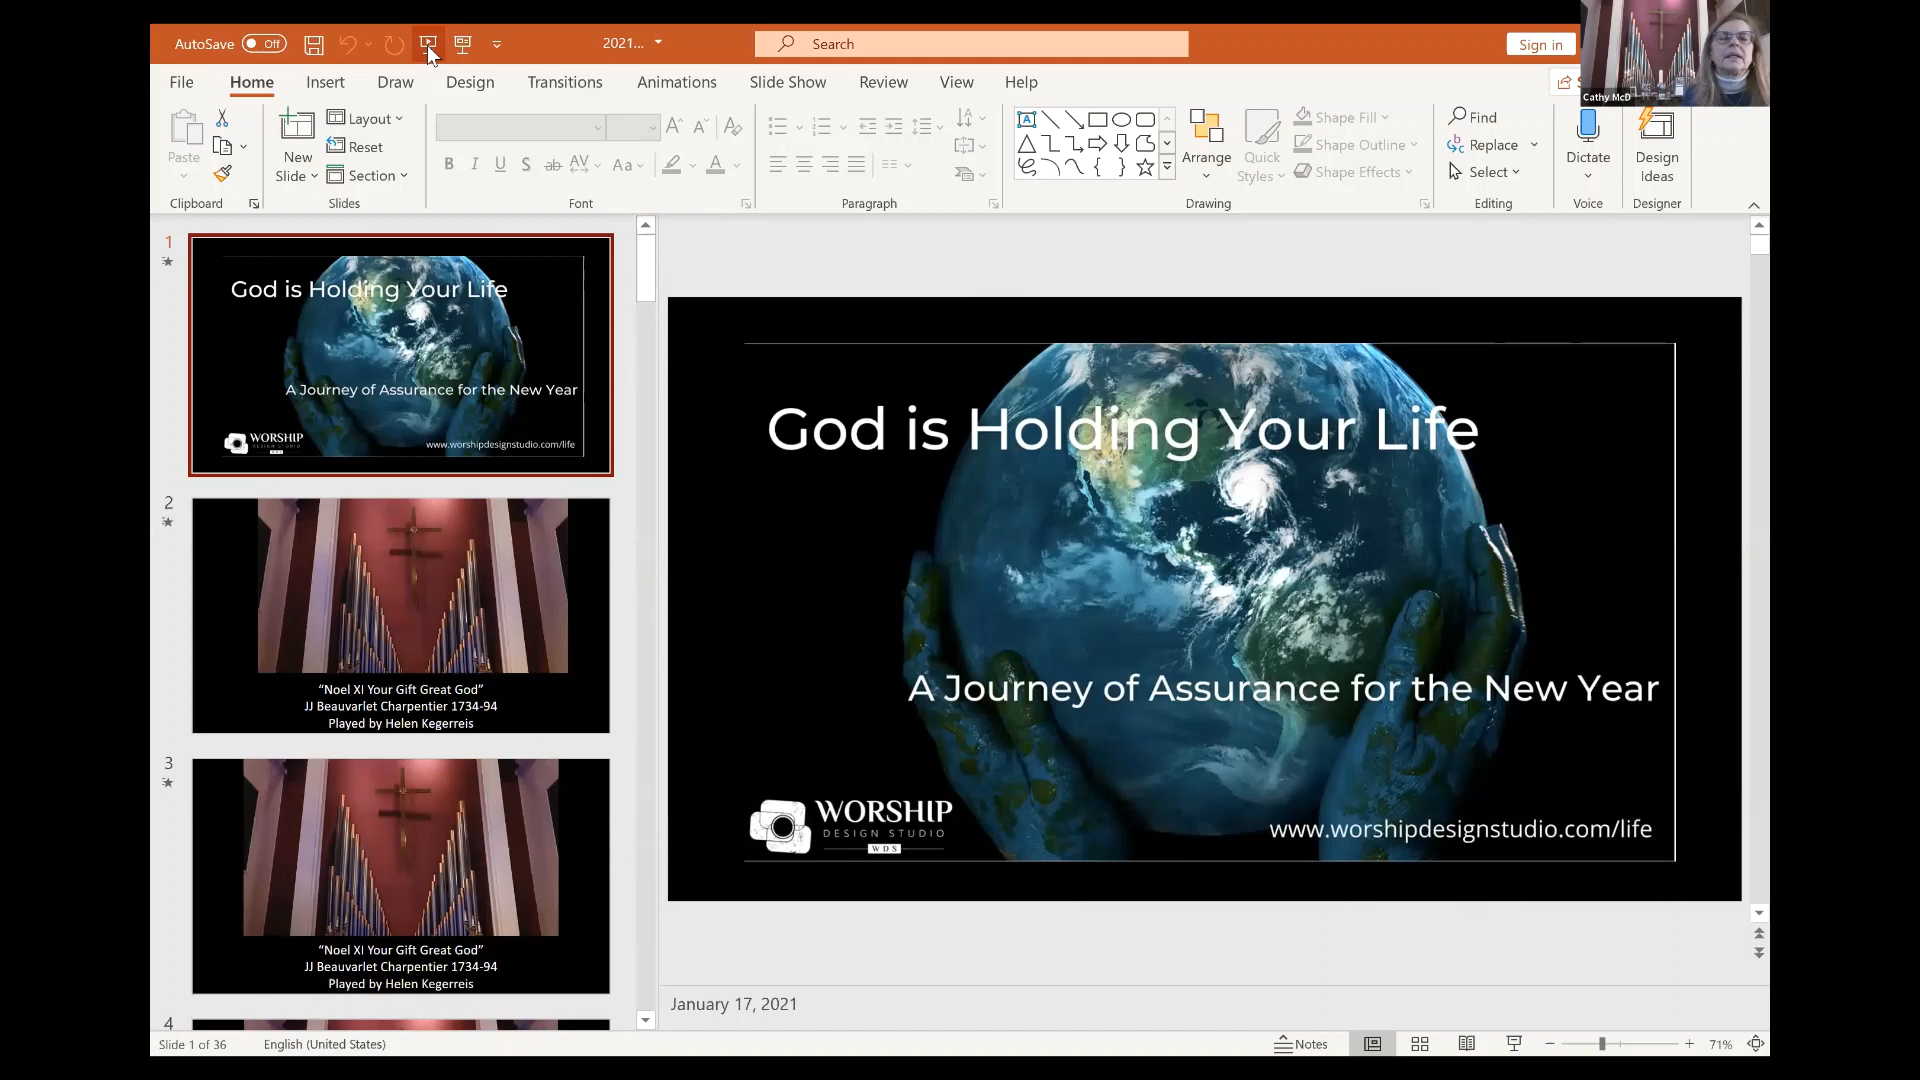 AutoSave Off
2021...
Search
Sign in
File Home Insert Draw Design Transitions Animations Slide Show Review View Help
Cathy McD
Paste
Clipboard
New
Slide
Layout
Reset
Section
Slides
B I U S ab AV Aa A
Font
Paragraph
Arrange
Quick
Styles
Shape Fill
Shape Outline
Shape Effects
Drawing
Find
Replace
Select
Editing
Dictate
Voice
Design
Ideas
Designer
1
God is Holding Your Life
A Journey of Assurance for the New Year
WORSHIP
www.worshipdesignstudio.com/life
2
“Noel XI Your Gift Great God”
JJ Beauvarlet Charpentier 1734-94
Played by Helen Kegerreis
3
“Noel XI Your Gift Great God”
JJ Beauvarlet Charpentier 1734-94
Played by Helen Kegerreis
4
God is Holding Your Life
A Journey of Assurance for the New Year
WORSHIP
DESIGN STUDIO
WDS
www.worshipdesignstudio.com/life
January 17, 2021
Slide 1 of 36
English (United States)
Notes
71%